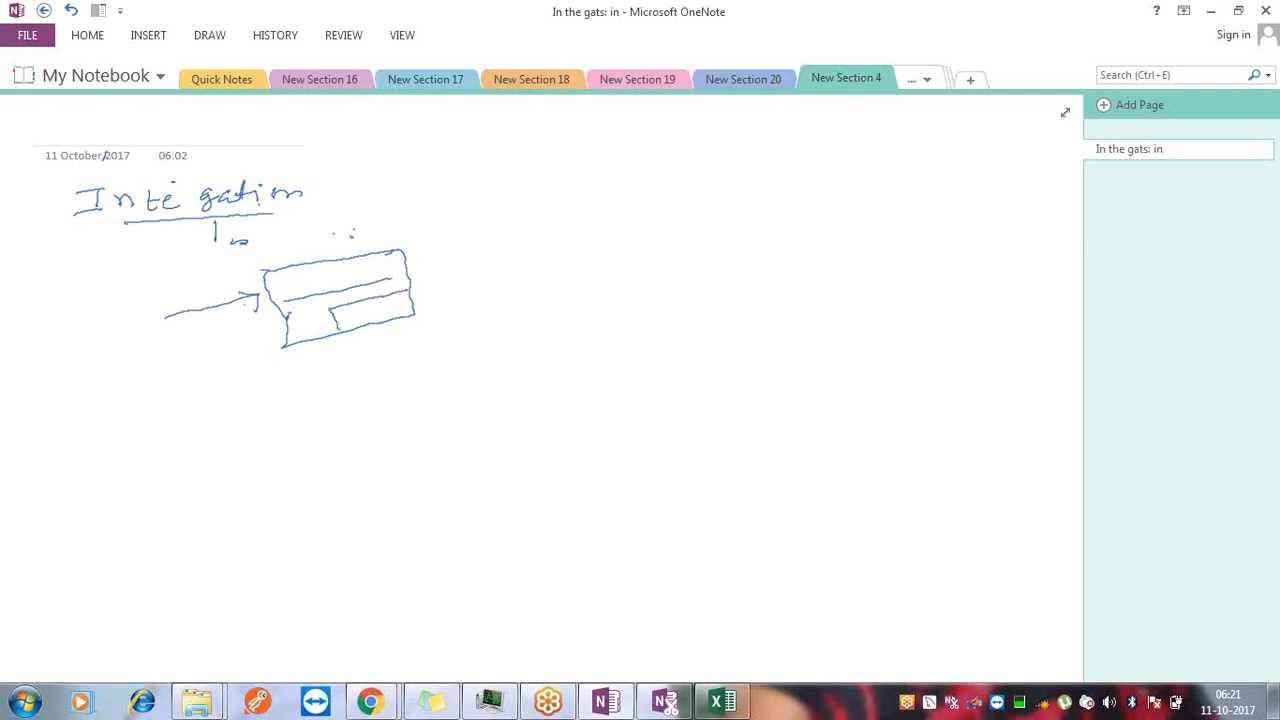 In the gats: in - Microsoft OneNote
?
Sign in
FILE HOME INSERT DRAW HISTORY REVIEW VIEW
My Notebook Quick Notes New Section 16 New Section 17 New Section 18 New Section 19 New Section 20 New Section 4 ... Search (Ctrl+E)
Add Page
In the gats: in
11 October 2017 06:02
Inte gation
06:21
11-10-2017